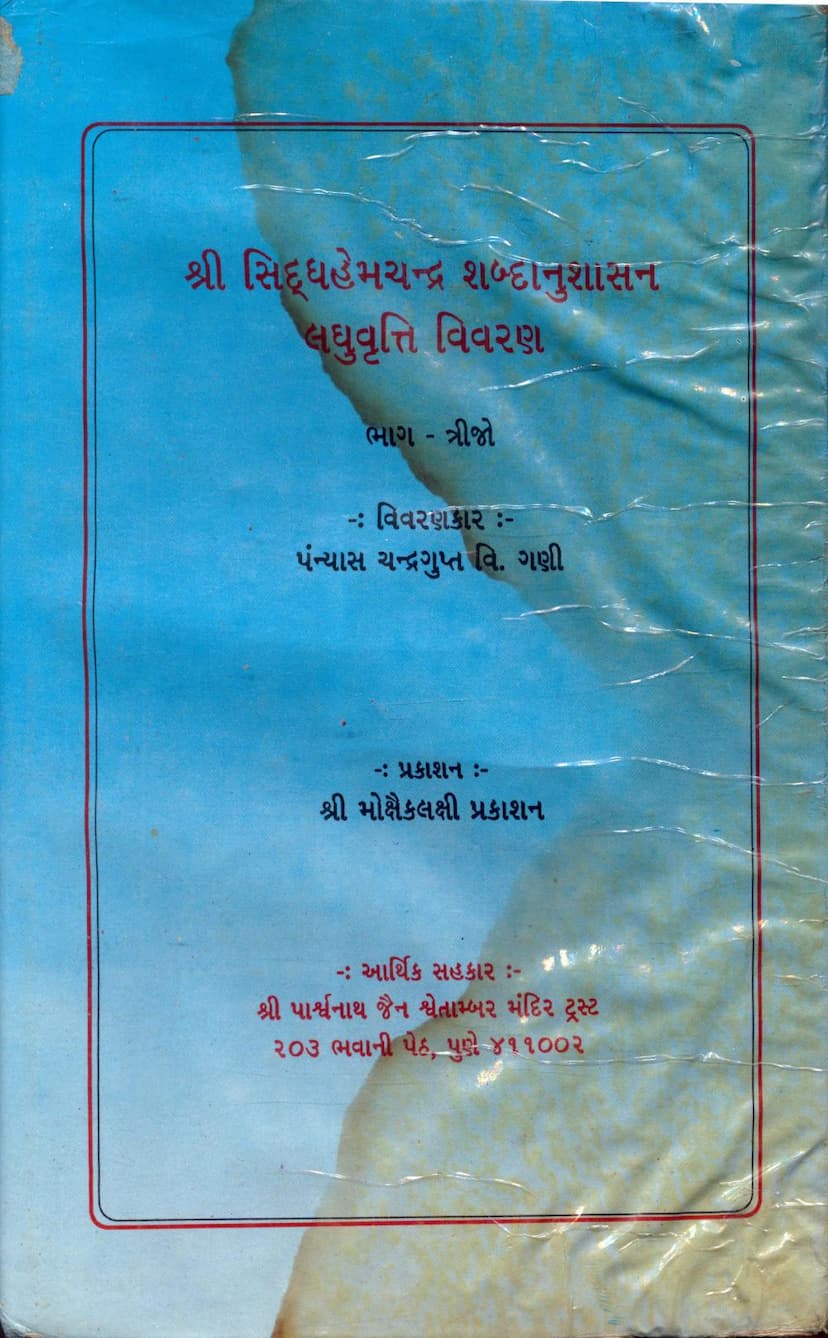 શ્રી સિદ્ધહેમચન્દ્ર શબ્દાનુશાસન
લઘુવૃત્તિ વિવરણ
ભાગ - ત્રીજો
-: વિવરણકાર :-
પંન્યાસ ચન્દ્રગુપ્ત વિ. ગણી
-: પ્રકાશન :-
શ્રી મોક્ષૈકલક્ષી પ્રકાશન
-: આર્થિક સહકાર :-
શ્રી પાર્શ્વનાથ જૈન શ્વેતામ્બર મંદિર ટ્રસ્ટ
૨૦૩ ભવાની પેઠ, પુણે ૪૧૧૦૦૨